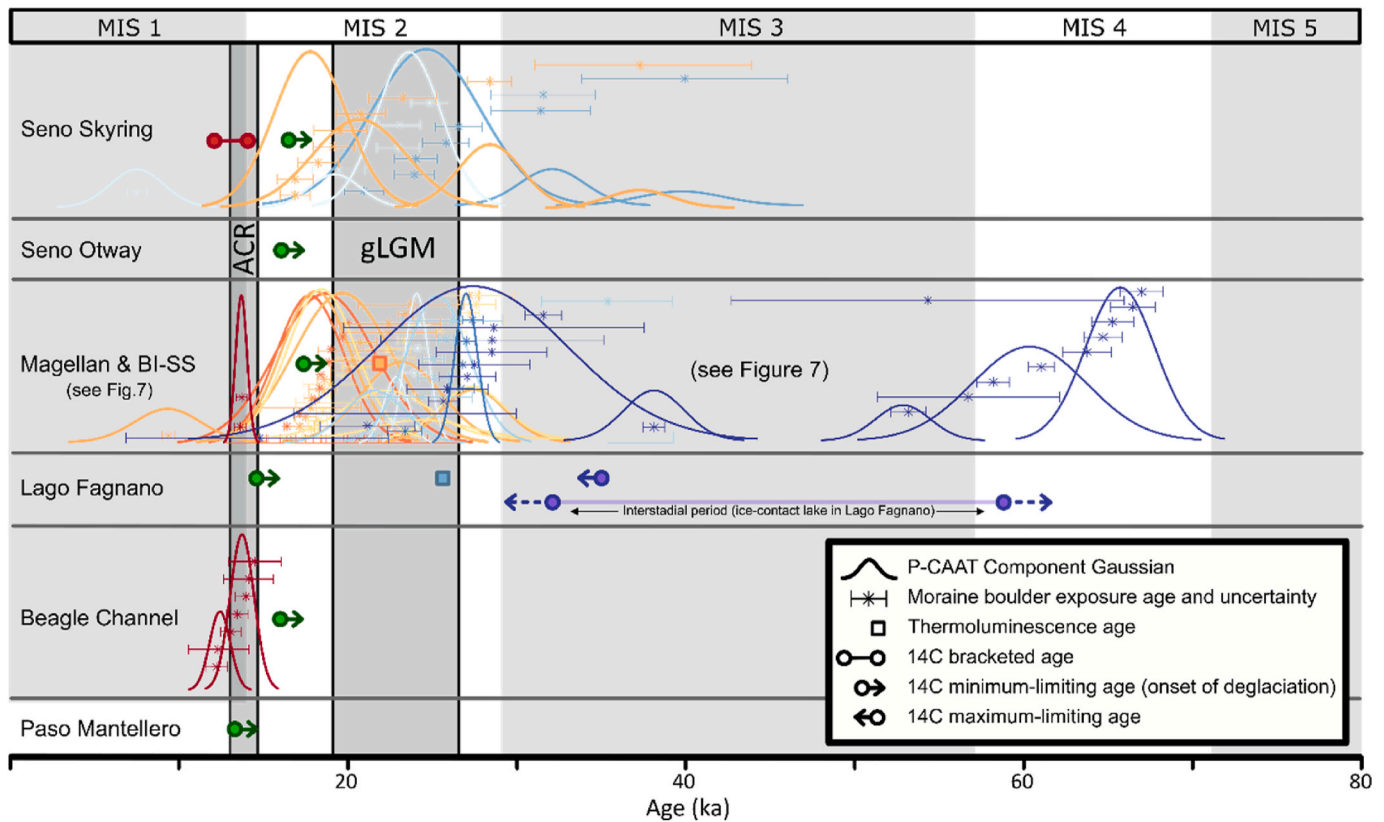 MIS 1
MIS 2
MIS 3
MIS 4
MIS 5
Seno Skyring
Seno Otway
ACR
gLGM
Magellan & BI-SS
(see Fig.7)
(see Figure 7)
Lago Fagnano
Interstadial period (ice-contact lake in Lago Fagnano)
Beagle Channel
Paso Mantellero
P-CAAT Component Gaussian
Moraine boulder exposure age and uncertainty
Thermoluminescence age
14C bracketed age
14C minimum-limiting age (onset of deglaciation)
14C maximum-limiting age
20
40
60
80
Age (ka)